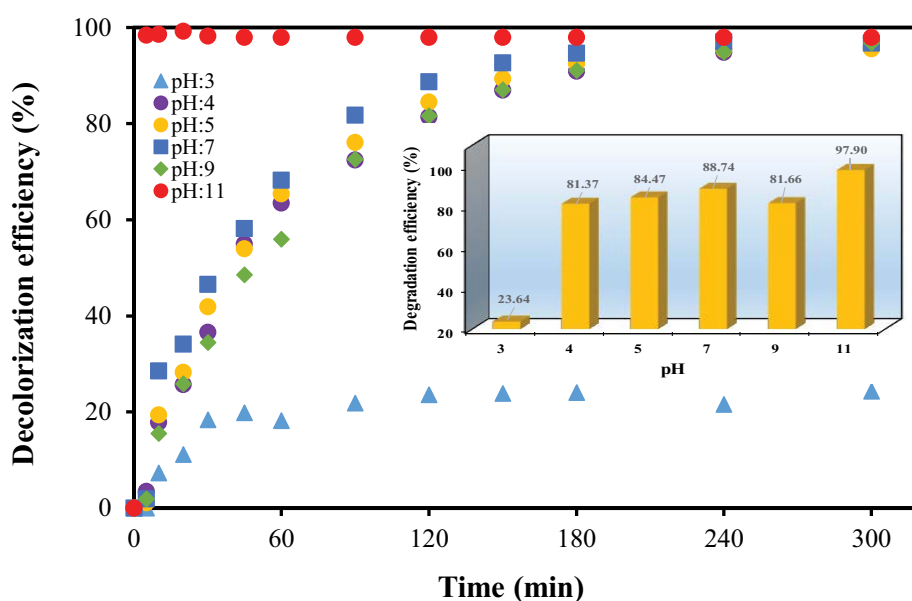 Decolorization efficiency (%)
100
80
60
40
20
0
pH:3
pH:4
pH:5
pH:7
pH:9
pH:11
Degradation efficiency (%)
100
80
60
40
20
23.64
81.37
84.47
88.74
81.66
97.90
3 4 5 7 9 11
pH
0 60 120 180 240 300
Time (min)